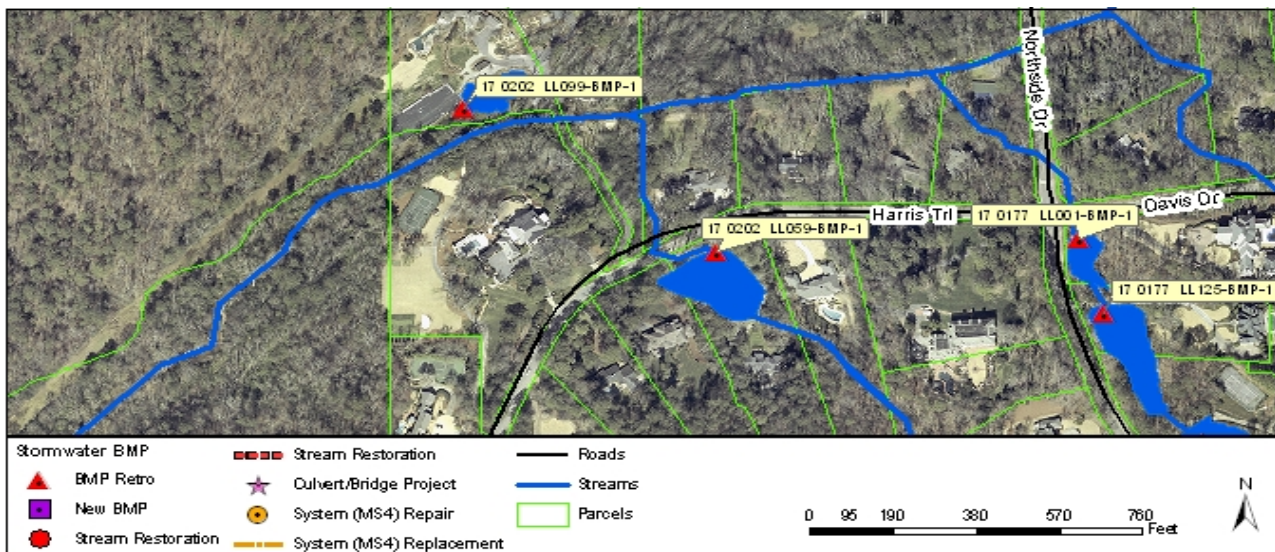 Northside Dr
17 0202 LL099-BMP-1
Davis Dr
Harris Trl
17 0177 LL001-BMP-1
17 0202 LL059-BMP-1
17 0177 LL125-BMP-1
Stormwater BMP
BMP Retro
New BMP
Stream Restoration
Stream Restoration
Culvert/Bridge Project
System (MS4) Repair
System (MS4) Replacement
Roads
Streams
Parcels
N
0 95 190 380 570 760
Feet